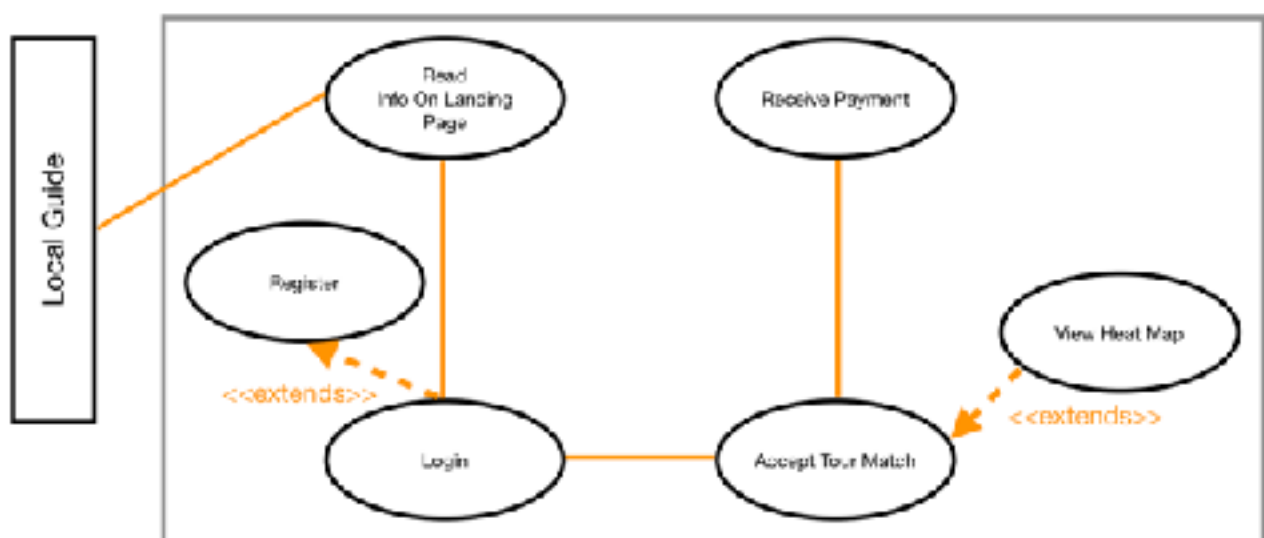 Local Guide
Read
Info On Landing
Page
Receive Payment
Register
View Heat Map
<<extends>>
<<extends>>
Login
Accept Tour Match